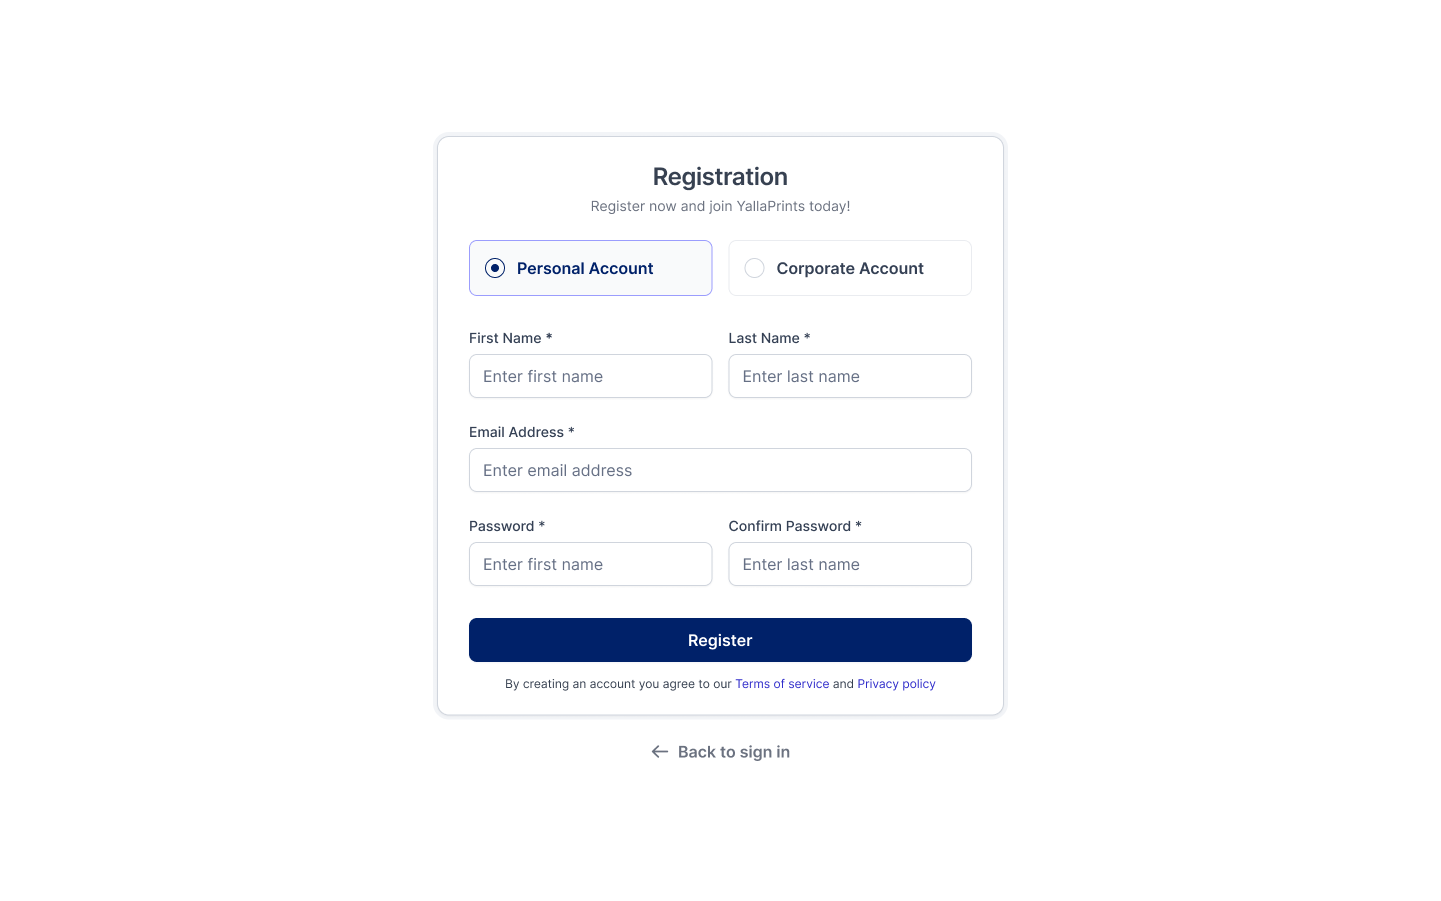 Registration
Register now and join YallaPrints today!
Personal Account
Corporate Account
First Name *
Last Name *
Enter first name
Enter last name
Email Address *
Enter email address
Password *
Confirm Password *
Enter first name
Enter last name
Register
By creating an account you agree to our Terms of service and Privacy policy
Back to sign in